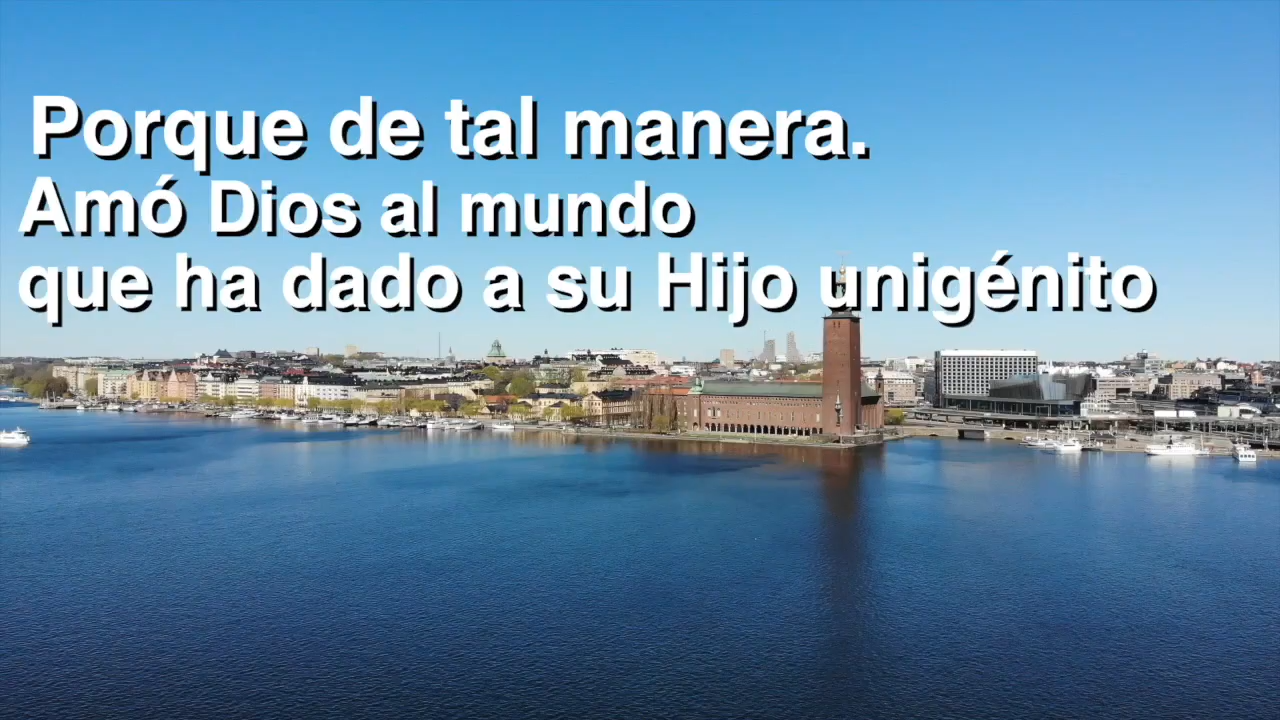 Porque de tal manera.
Amó Dios al mundo
que ha dado a su Hijo unigénito